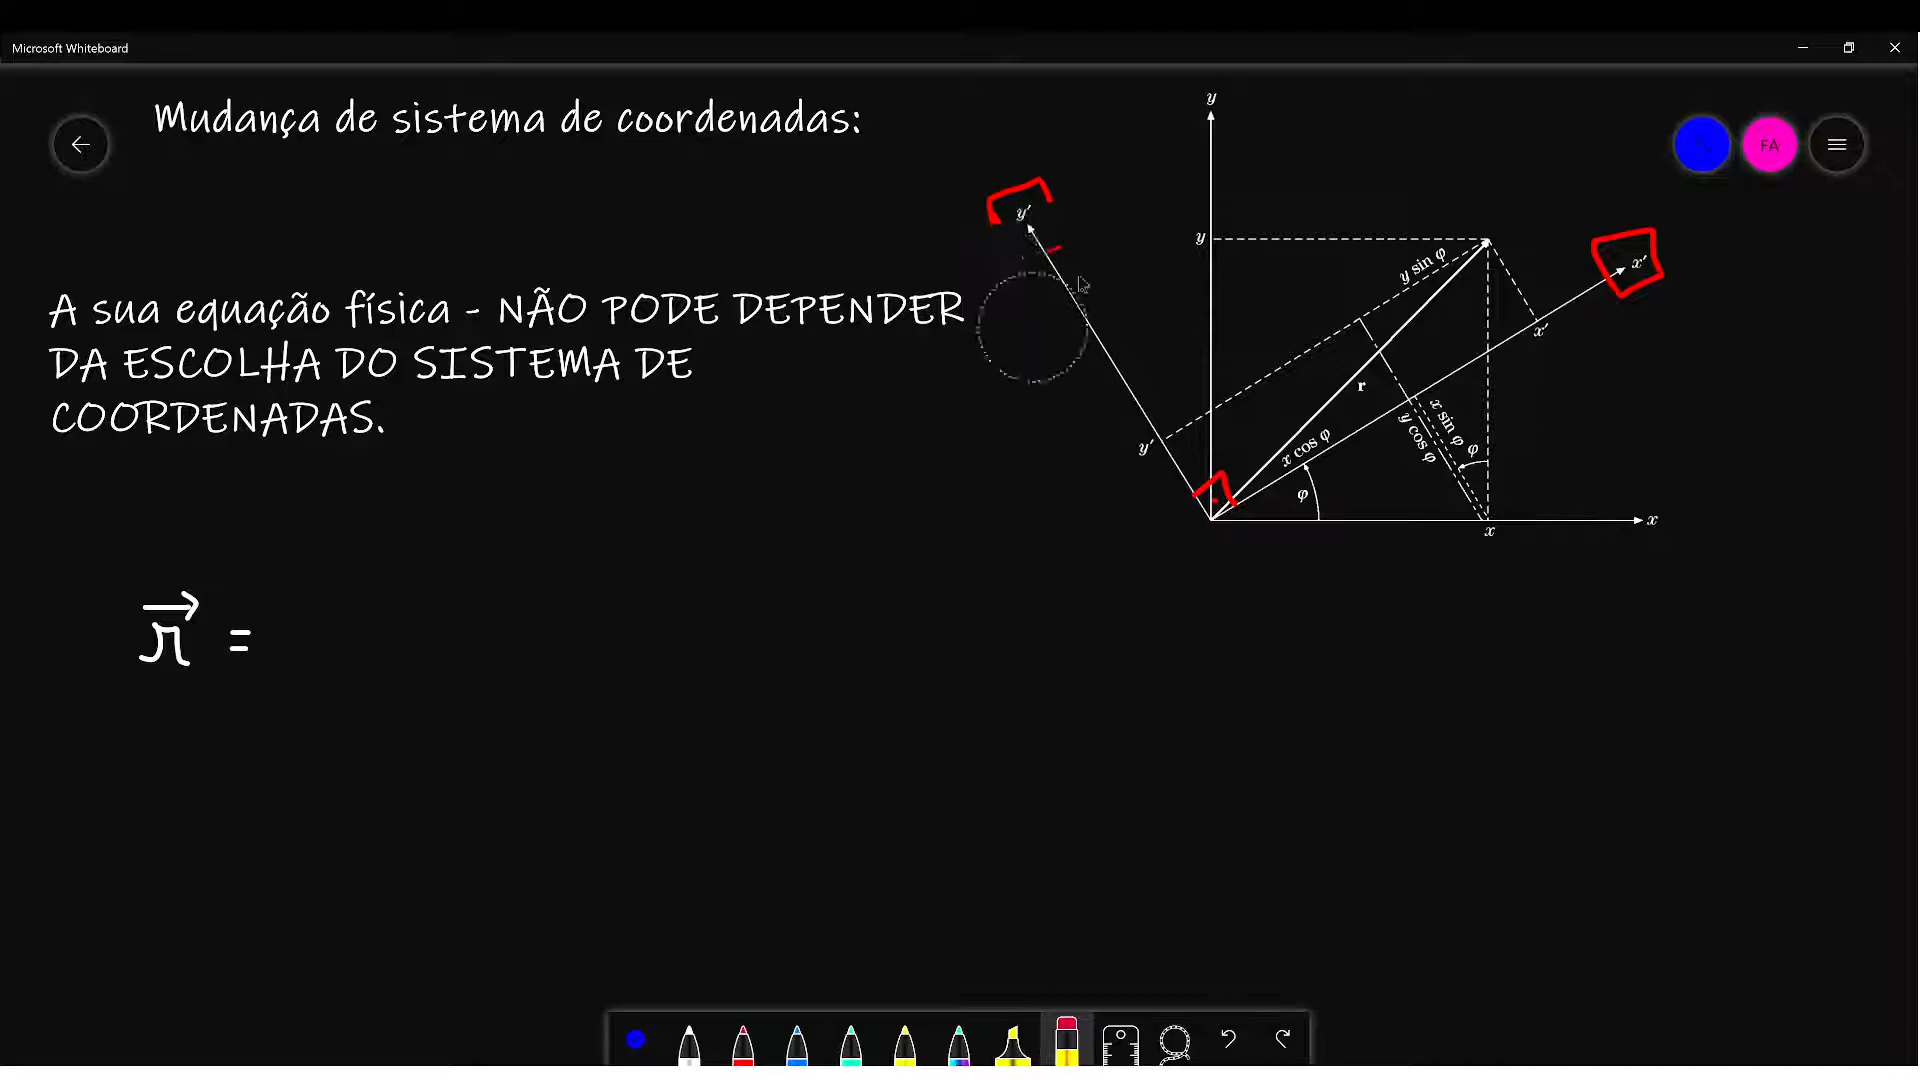 Microsoft Whiteboard
Mudança de sistema de coordenadas:
FA
A sua equação física - NÃO PODE DEPENDER
DA ESCOLHA DO SISTEMA DE
COORDENADAS.
r⃗ =
y
y′
x′
y
y sin φ
x′
r
y′
x cos φ
x sin φ
y cos φ
φ
φ
x
x